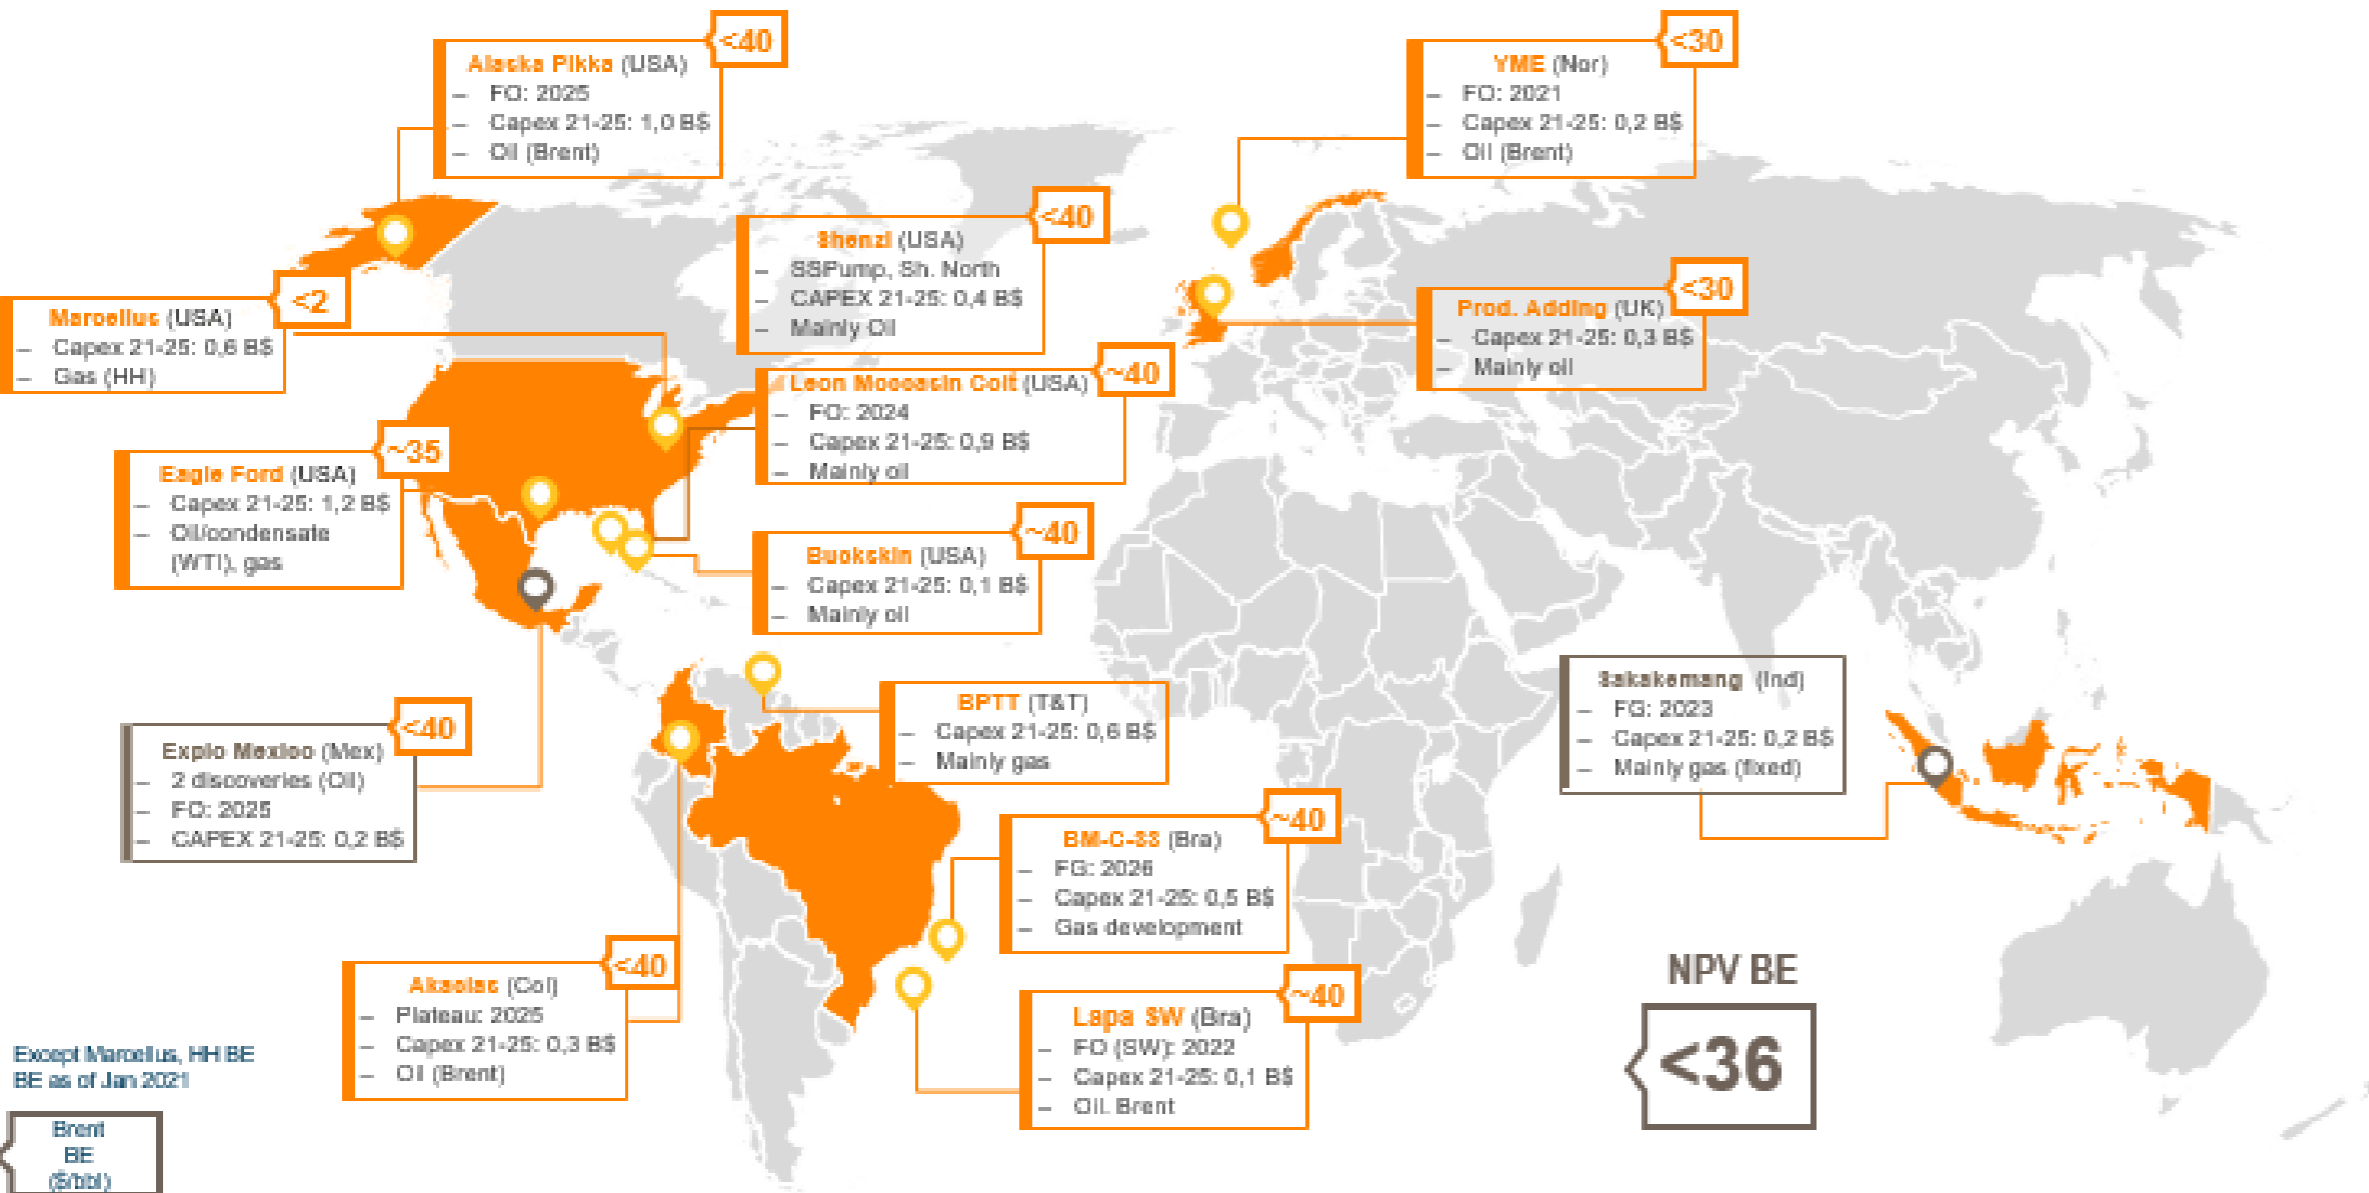 <40
Alaska Pikka (USA)
– FO: 2025
– Capex 21-25: 1,0 B$
– Oil (Brent)
<30
YME (Nor)
– FO: 2021
– Capex 21-25: 0,2 B$
– Oil (Brent)
<40
Shenzi (USA)
– SSPump, Sh. North
– CAPEX 21-25: 0,4 B$
– Mainly Oil
<2
Marcellus (USA)
– Capex 21-25: 0,6 B$
– Gas (HH)
<30
Prod. Adding (UK)
– Capex 21-25: 0,3 B$
– Mainly oil
~40
Leon Moccasin Colt (USA)
– FO: 2024
– Capex 21-25: 0,9 B$
– Mainly oil
~35
Eagle Ford (USA)
– Capex 21-25: 1,2 B$
– Oil/condensate
(WTI), gas
~40
Buckskin (USA)
– Capex 21-25: 0,1 B$
– Mainly oil
BPTT (T&T)
– Capex 21-25: 0,6 B$
– Mainly gas
Sakakemang (Ind)
– FG: 2023
– Capex 21-25: 0,2 B$
– Mainly gas (fixed)
<40
Explo Mexico (Mex)
– 2 discoveries (Oil)
– FO: 2025
– CAPEX 21-25: 0,2 B$
~40
BM-C-33 (Bra)
– FG: 2026
– Capex 21-25: 0,5 B$
– Gas development
<40
Akacias (Col)
– Plateau: 2025
– Capex 21-25: 0,3 B$
– Oil (Brent)
~40
Lapa SW (Bra)
– FO (SW): 2022
– Capex 21-25: 0,1 B$
– Oil. Brent
NPV BE
<36
Except Marcellus, HH BE
BE as of Jan 2021
Brent
BE
($/bbl)